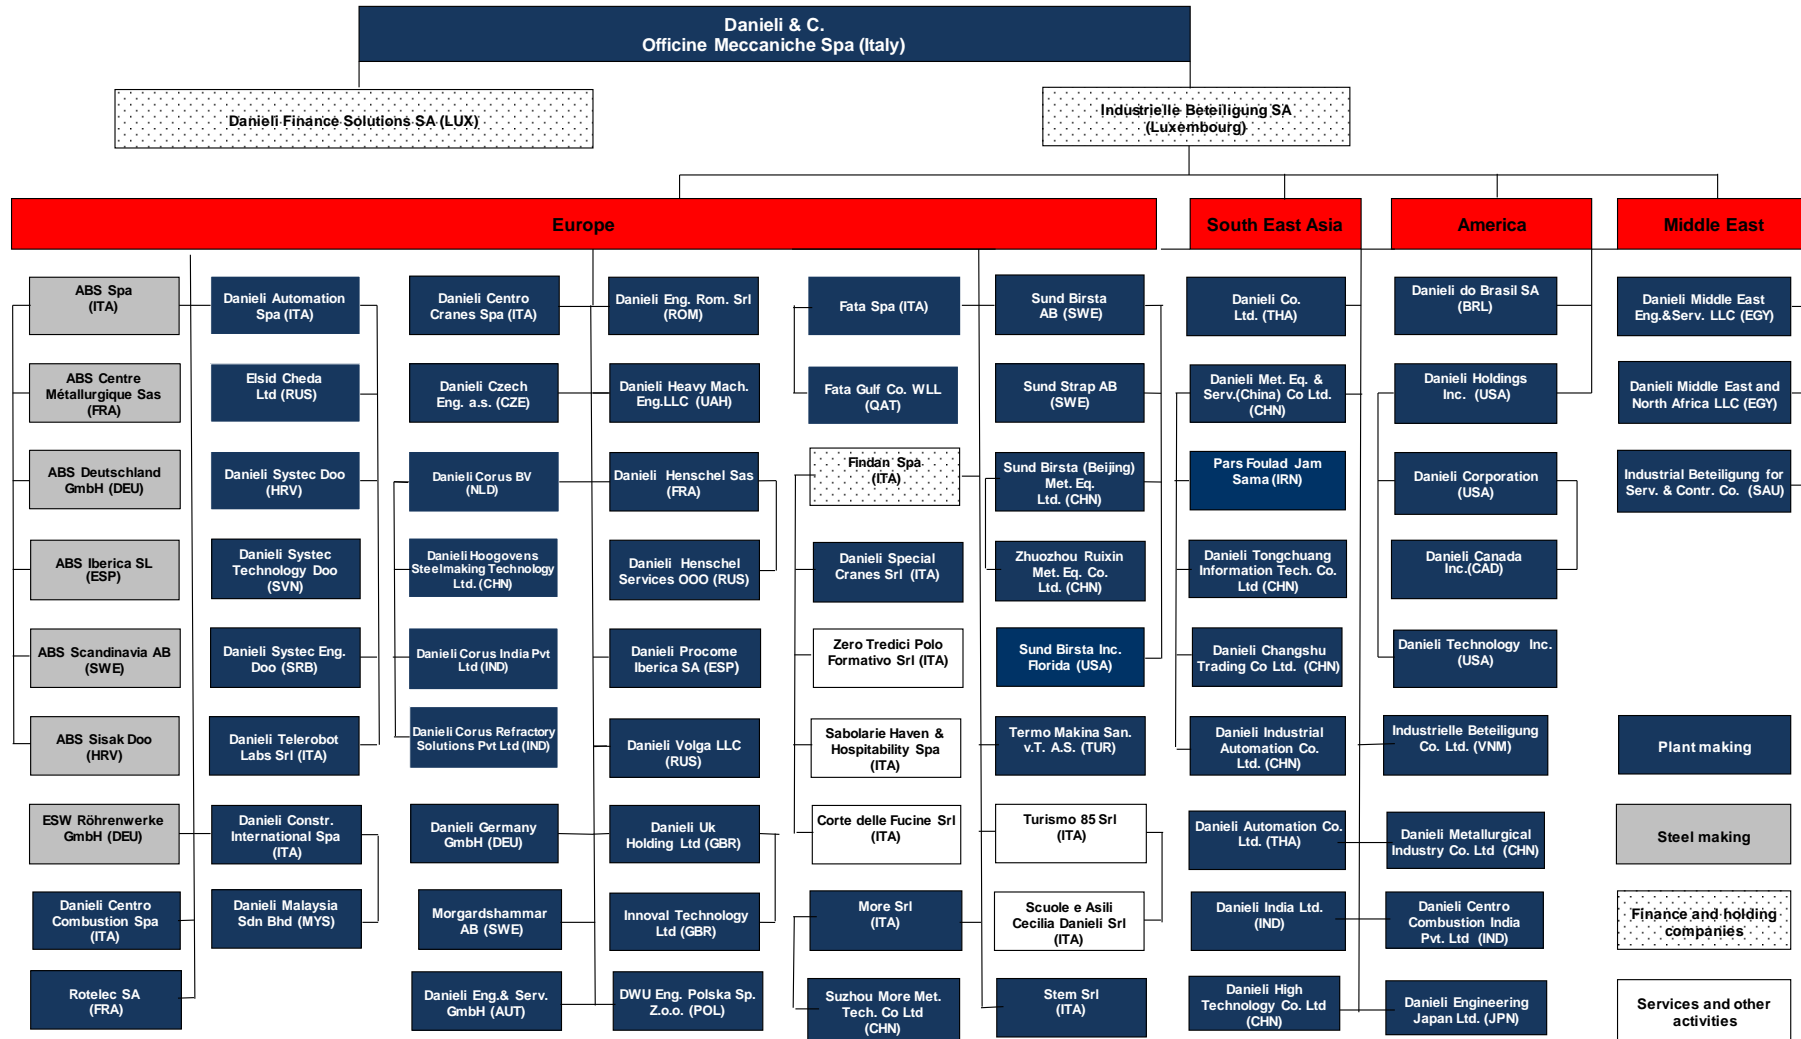 Danieli & C.
Officine Meccaniche Spa (Italy)
Danieli Finance Solutions SA (LUX)
Industrielle Beteiligung SA
(Luxembourg)
Europe
South East Asia
America
Middle East
ABS Spa
(ITA)
Danieli Automation
Spa (ITA)
Danieli Centro
Cranes Spa (ITA)
Danieli Eng. Rom. Srl
(ROM)
Fata Spa (ITA)
Sund Birsta
AB (SWE)
Danieli Co.
Ltd. (THA)
Danieli do Brasil SA
(BRL)
Danieli Middle East
Eng.&Serv. LLC (EGY)
ABS Centre
Métallurgique Sas
(FRA)
Elsid Cheda
Ltd (RUS)
Danieli Czech
Eng. a.s. (CZE)
Danieli Heavy Mach.
Eng.LLC (UAH)
Fata Gulf Co. WLL
(QAT)
Sund Strap AB
(SWE)
Danieli Met. Eq. &
Serv.(China) Co Ltd.
(CHN)
Danieli Holdings
Inc. (USA)
Danieli Middle East and
North Africa LLC (EGY)
ABS Deutschland
GmbH (DEU)
Danieli Systec Doo
(HRV)
Danieli Corus BV
(NLD)
Danieli Henschel Sas
(FRA)
Findan Spa
(ITA)
Sund Birsta (Beijing)
Met. Eq.
Ltd. (CHN)
Pars Foulad Jam
Sama (IRN)
Danieli Corporation
(USA)
Industrial Beteiligung for
Serv. & Contr. Co. (SAU)
ABS Iberica SL
(ESP)
Danieli Systec
Technology Doo
(SVN)
Danieli Hoogovens
Steelmaking Technology
Ltd. (CHN)
Danieli Henschel
Services OOO (RUS)
Danieli Special
Cranes Srl (ITA)
Zhuozhou Ruixin
Met. Eq. Co.
Ltd. (CHN)
Danieli Tongchuang
Information Tech. Co.
Ltd (CHN)
Danieli Canada
Inc.(CAD)
ABS Scandinavia AB
(SWE)
Danieli Systec Eng.
Doo (SRB)
Danieli Corus India Pvt
Ltd (IND)
Danieli Procome
Iberica SA (ESP)
Zero Tredici Polo
Formativo Srl (ITA)
Sund Birsta Inc.
Florida (USA)
Danieli Changshu
Trading Co Ltd. (CHN)
Danieli Technology Inc.
(USA)
ABS Sisak Doo
(HRV)
Danieli Telerobot
Labs Srl (ITA)
Danieli Corus Refractory
Solutions Pvt Ltd (IND)
Danieli Volga LLC
(RUS)
Sabolarie Haven &
Hospitability Spa
(ITA)
Termo Makina San.
v.T. A.S. (TUR)
Danieli Industrial
Automation Co.
Ltd. (CHN)
Industrielle Beteiligung
Co. Ltd. (VNM)
Plant making
ESW Röhrenwerke
GmbH (DEU)
Danieli Constr.
International Spa
(ITA)
Danieli Germany
GmbH (DEU)
Danieli Uk
Holding Ltd (GBR)
Corte delle Fucine Srl
(ITA)
Turismo 85 Srl
(ITA)
Danieli Automation Co.
Ltd. (THA)
Danieli Metallurgical
Industry Co. Ltd (CHN)
Steel making
Danieli Centro
Combustion Spa
(ITA)
Danieli Malaysia
Sdn Bhd (MYS)
Morgardshammar
AB (SWE)
Innoval Technology
Ltd (GBR)
More Srl
(ITA)
Scuole e Asili
Cecilia Danieli Srl
(ITA)
Danieli India Ltd.
(IND)
Danieli Centro
Combustion India
Pvt. Ltd (IND)
Finance and holding
companies
Rotelec SA
(FRA)
Danieli Eng.& Serv.
GmbH (AUT)
DWU Eng. Polska Sp.
Z.o.o. (POL)
Suzhou More Met.
Tech. Co Ltd
(CHN)
Stem Srl
(ITA)
Danieli High
Technology Co. Ltd
(CHN)
Danieli Engineering
Japan Ltd. (JPN)
Services and other
activities